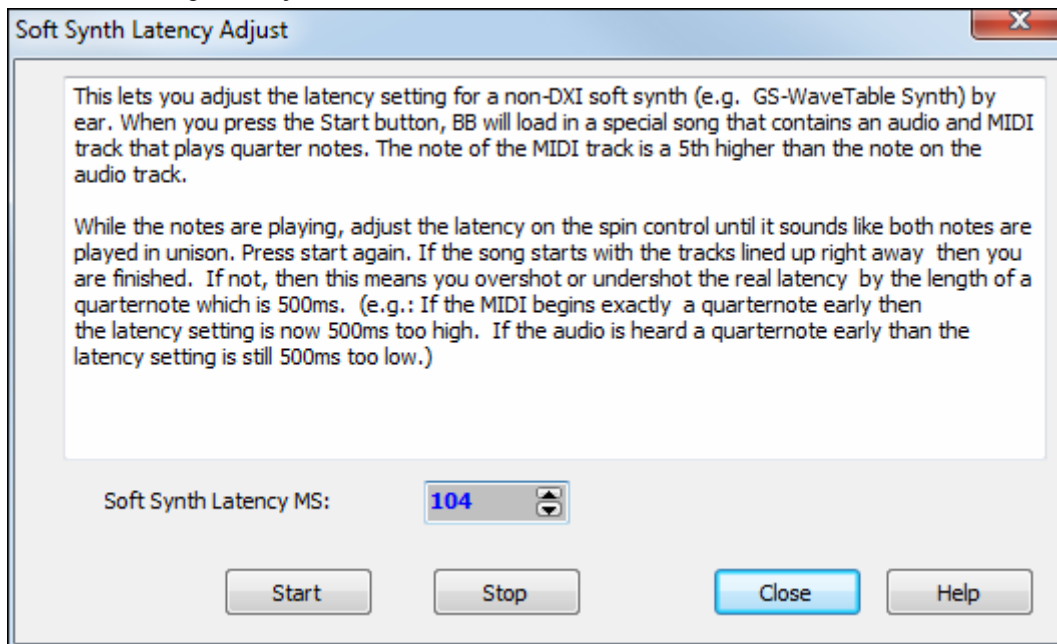 Soft Synth Latency Adjust
X
This lets you adjust the latency setting for a non-DXI soft synth (e.g. GS-WaveTable Synth) by
ear. When you press the Start button, BB will load in a special song that contains an audio and MIDI
track that plays quarter notes. The note of the MIDI track is a 5th higher than the note on the
audio track.
While the notes are playing, adjust the latency on the spin control until it sounds like both notes are
played in unison. Press start again. If the song starts with the tracks lined up right away then you
are finished. If not, then this means you overshot or undershot the real latency by the length of a
quarternote which is 500ms. (e.g.: If the MIDI begins exactly a quarternote early then
the latency setting is now 500ms too high. If the audio is heard a quarternote early than the
latency setting is still 500ms too low.)
Soft Synth Latency MS: 104
Start Stop Close Help